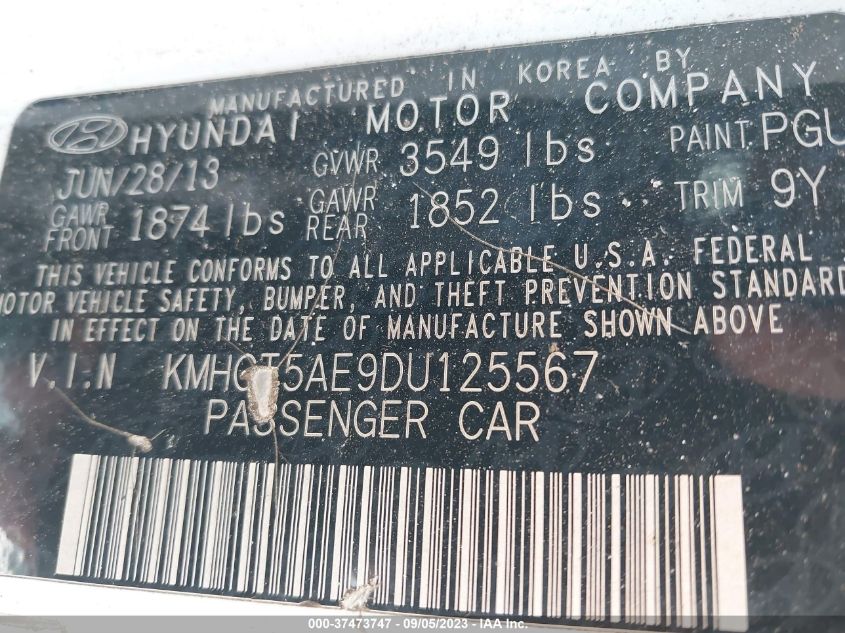 MANUFACTURED IN KOREA BY
HYUNDAI MOTOR COMPANY
JUN/28/13 GVWR 3549 lbs PAINT PGU
GAWR FRONT 1874 lbs GAWR REAR 1852 lbs TRIM 9Y
THIS VEHICLE CONFORMS TO ALL APPLICABLE U.S.A. FEDERAL
MOTOR VEHICLE SAFETY, BUMPER, AND THEFT PREVENTION STANDARD
IN EFFECT ON THE DATE OF MANUFACTURE SHOWN ABOVE
V.I.N KMHCT5AE9DU125567
PASSENGER CAR
000-37473747 - 09/05/2023 - IAA Inc.